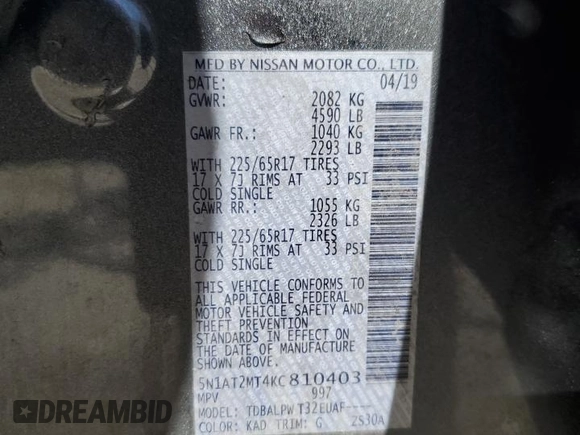 MFD BY NISSAN MOTOR CO., LTD.
DATE: 04/19
GVWR: 2082 KG
4590 LB
GAWR FR.: 1040 KG
2293 LB
WITH 225/65R17 TIRES
17 X 7J RIMS AT 33 PSI
COLD SINGLE
GAWR RR.: 1055 KG
2326 LB
WITH 225/65R17 TIRES
17 X 7J RIMS AT 33 PSI
COLD SINGLE
THIS VEHICLE CONFORMS TO
ALL APPLICABLE FEDERAL
MOTOR VEHICLE SAFETY AND
THEFT PREVENTION
STANDARDS IN EFFECT ON
THE DATE OF MANUFACTURE
SHOWN ABOVE.
5N1AT2MT4KC810403
MPV 997
MODEL: TDBALPW T32EUAF----
COLOR: KAD TRIM: G ZS30A
DEALERSHIP
AUTO.COM